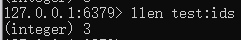 127.0.0.1:6379> llen test:ids
(integer) 3